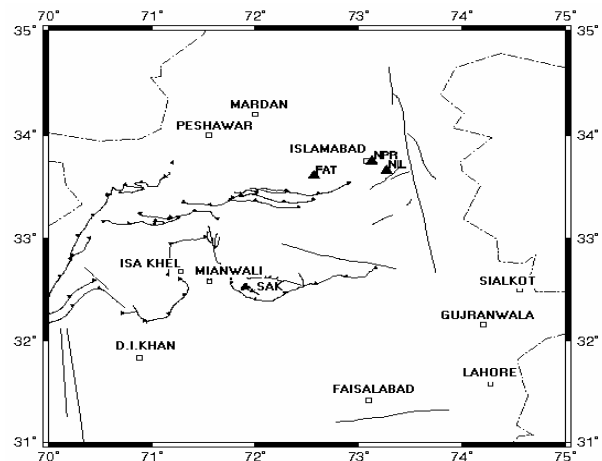 70° 71° 72° 73° 74° 75°
35° 35°
MARDAN
PESHAWAR
34° 34°
ISLAMABAD NPR
FAT NIL
33° 33°
ISA KHEL
MIANWALI
SAK
SIALKOT
GUJRANWALA
32° 32°
D.I.KHAN
LAHORE
FAISALABAD
31° 31°
70° 71° 72° 73° 74° 75°